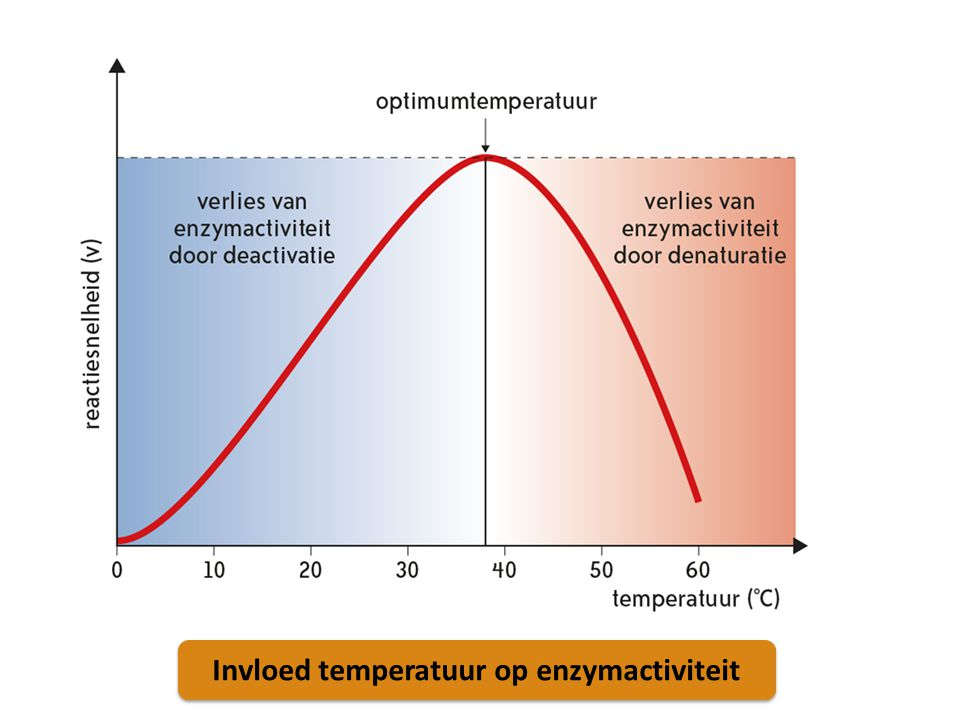 optimumtemperatuur
verlies van
enzymactiviteit
door deactivatie
verlies van
enzymactiviteit
door denaturatie
reactiesnelheid (v)
0 10 20 30 40 50 60
temperatuur (°C)
Invloed temperatuur op enzymactiviteit